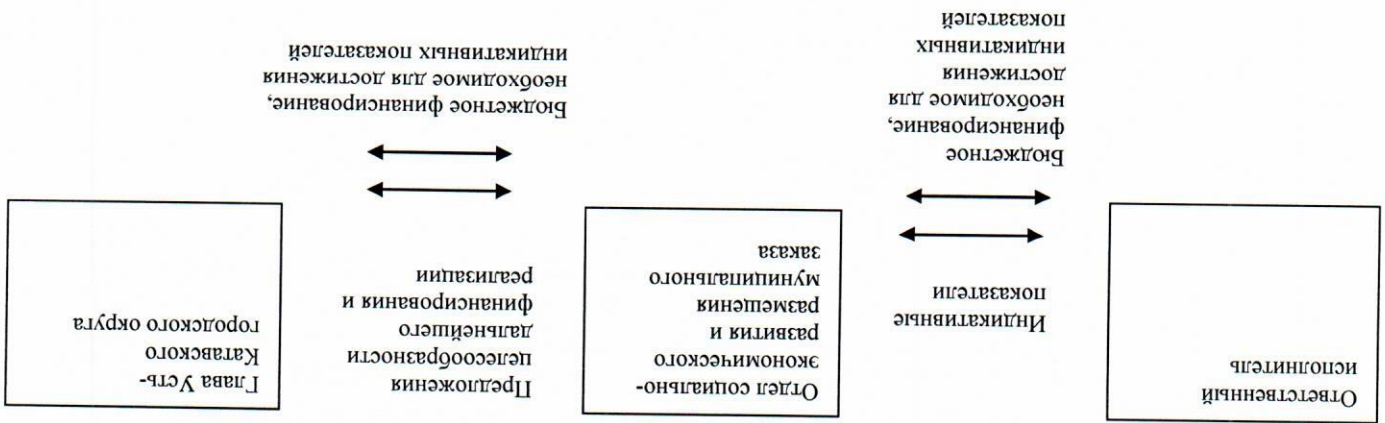 Ответственный
исполнитель
Индикативные
показатели
Бюджетное
финансирование,
необходимое для
достижения
индикативных
показателей
Отдел социально-
экономического
развития и
размещения
муниципального
заказа
Предложения
целесообразности
дальнейшего
финансирования и
реализации
Бюджетное финансирование,
необходимое для достижения
индикативных показателей
Глава Усть-
Катавского
городского округа